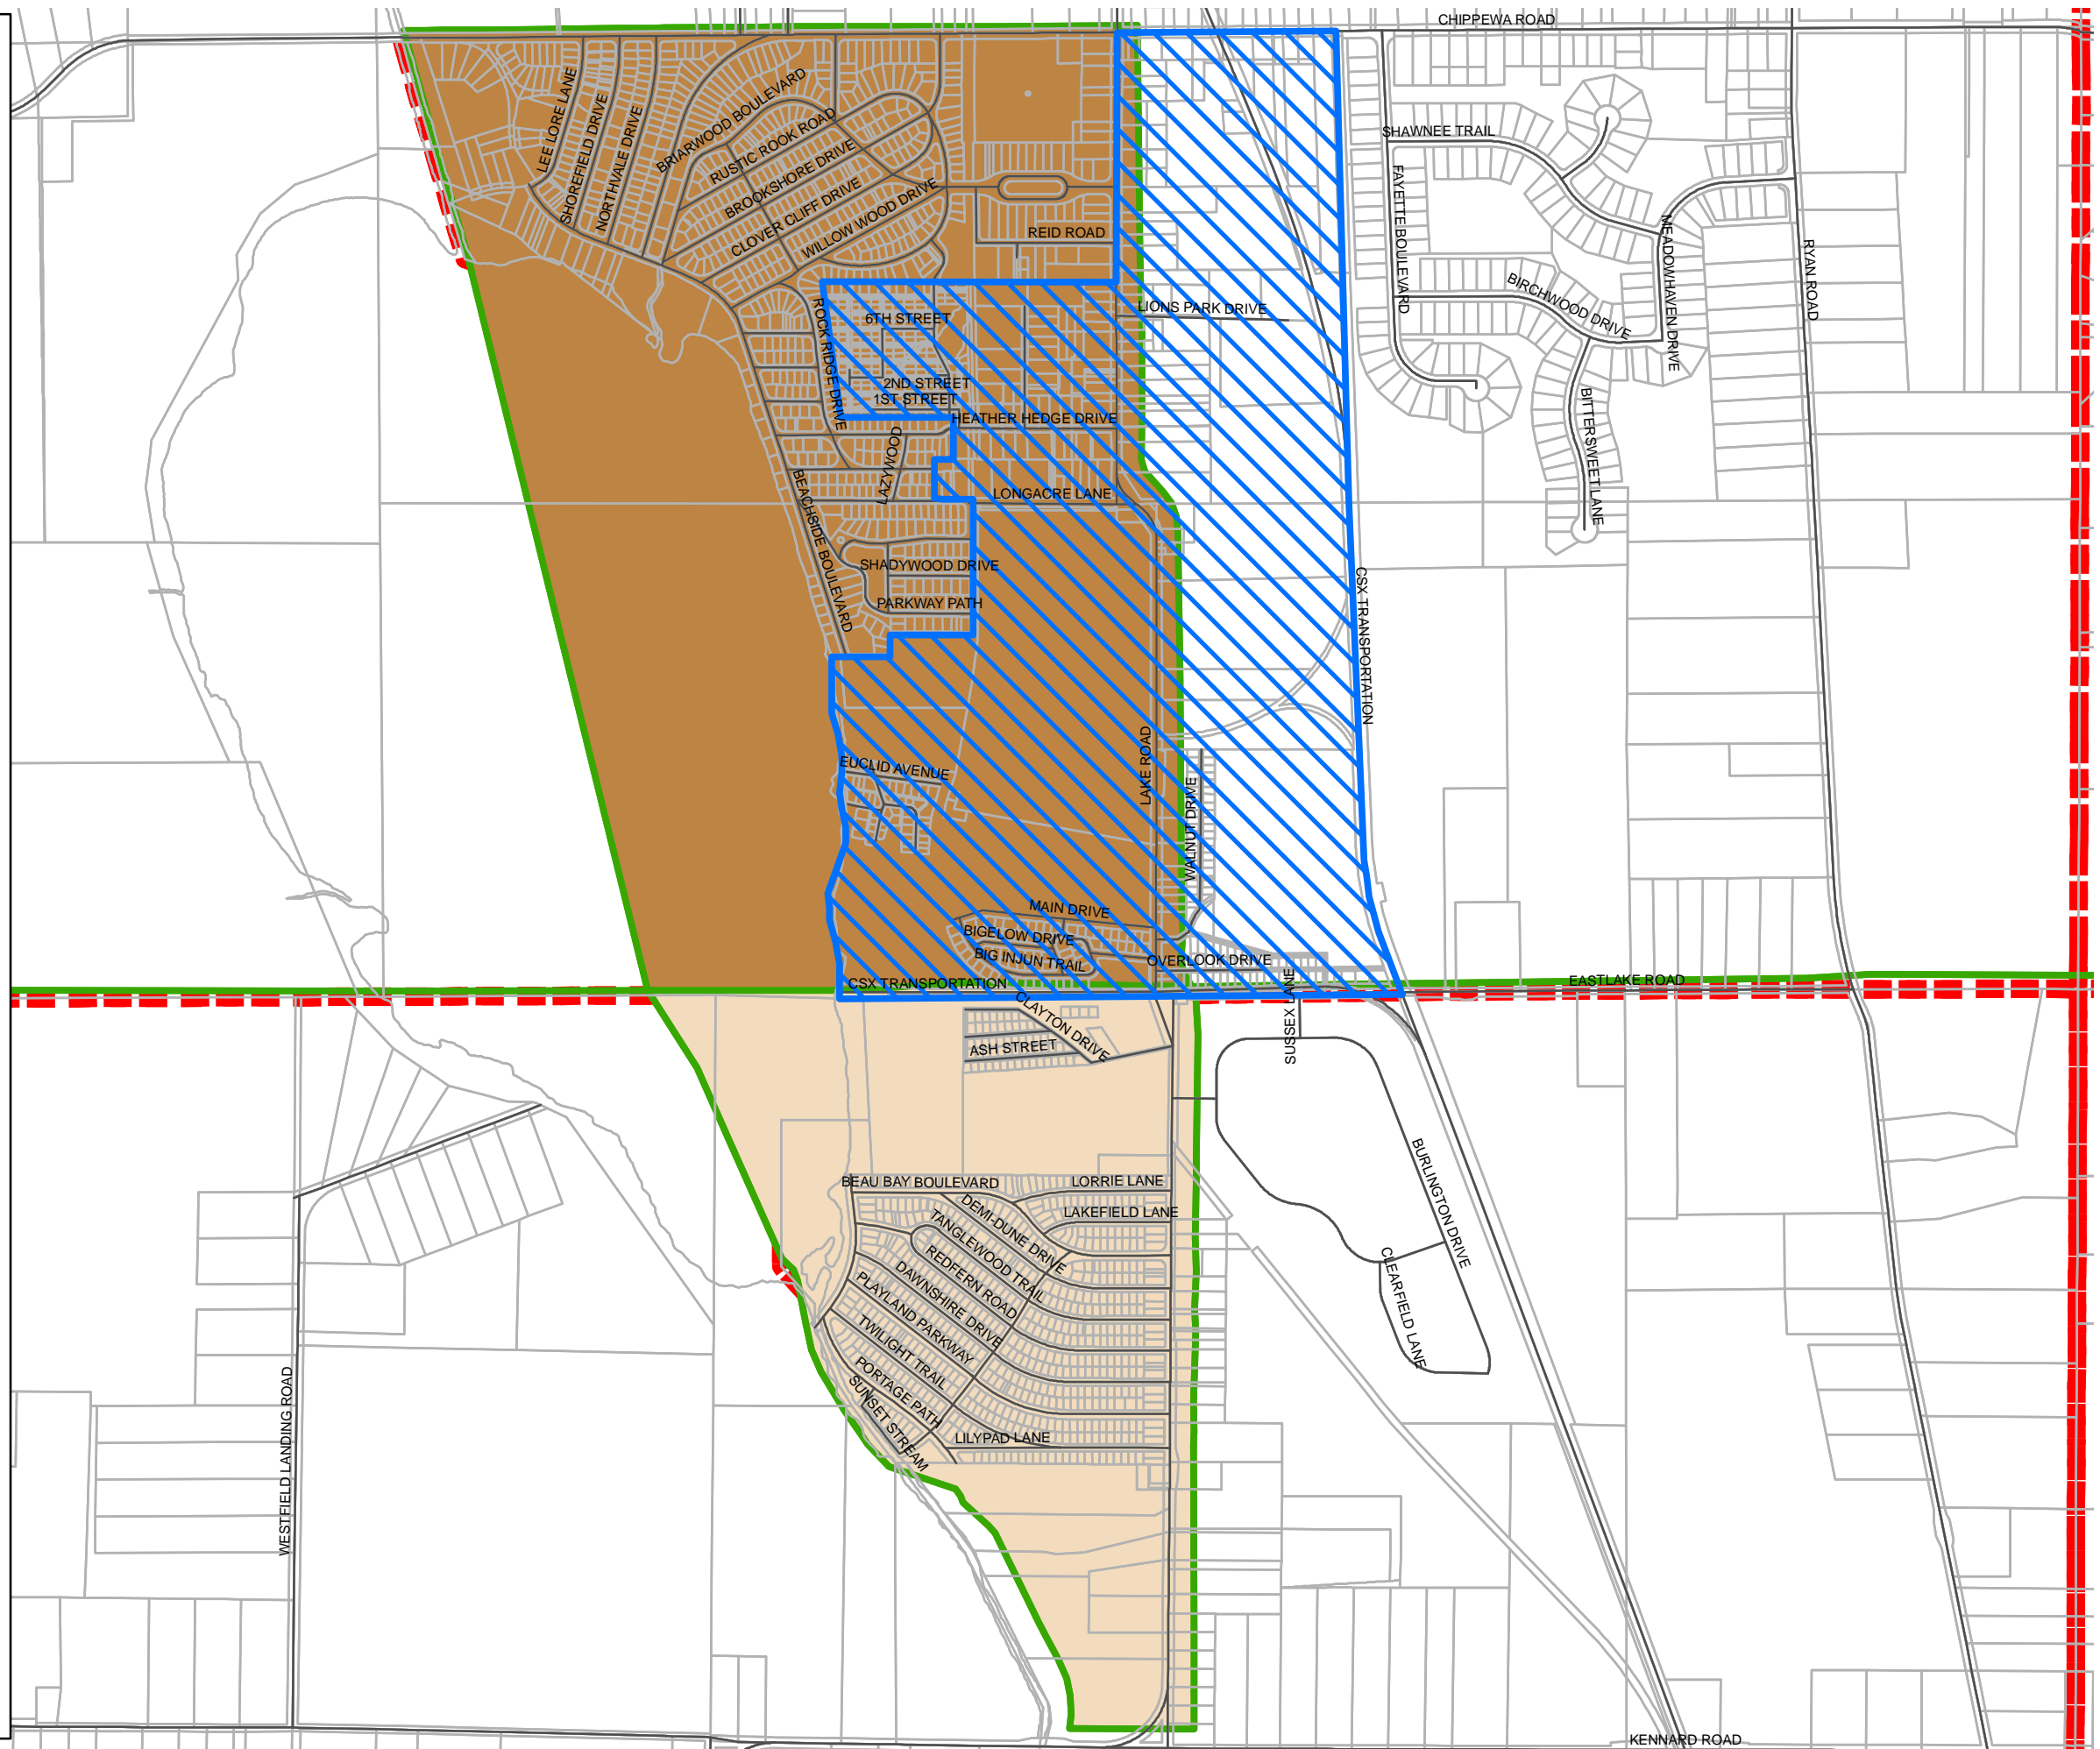 CHIPPEWA ROAD
LEE LORE LANE
SHOREFIELD DRIVE
NORTHVALE DRIVE
BRIARWOOD BOULEVARD
RUSTIC ROOK ROAD
BROOKSHORE DRIVE
CLOVER CLIFF DRIVE
WILLOW WOOD DRIVE
REID ROAD
SHAWNEE TRAIL
FAYETTE BOULEVARD
MEADOWHAVEN DRIVE
RYAN ROAD
BIRCHWOOD DRIVE
BITTERSWEET LANE
LIONS PARK DRIVE
ROCK RIDGE DRIVE
6TH STREET
2ND STREET
1ST STREET
HEATHER HEDGE DRIVE
LAZYWOOD
LONGACRE LANE
BEACHSIDE BOULEVARD
SHADYWOOD DRIVE
PARKWAY PATH
CSX TRANSPORTATION
EUCLID AVENUE
LAKE ROAD
WALNUT DRIVE
MAIN DRIVE
BIGELOW DRIVE
BIG INJUN TRAIL
OVERLOOK DRIVE
CSX TRANSPORTATION
EASTLAKE ROAD
SUSSEX LANE
CLAYTON DRIVE
ASH STREET
BURLINGTON DRIVE
CLEARFIELD LANE
BEAU BAY BOULEVARD
LORRIE LANE
LAKEFIELD LANE
DEMI-DUNE DRIVE
TANGLEWOOD TRAIL
REDFERN ROAD
DAWNSHIRE DRIVE
PLAYLAND PARKWAY
TWILIGHT TRAIL
PORTAGE PATH
SUNSET STREAM
LILYPAD LANE
WESTFIELD LANDING ROAD
KENNARD ROAD